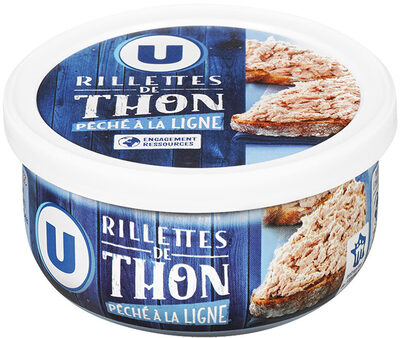 U
RILLETTES
DE
THON
PÊCHÉ À LA LIGNE
ENGAGEMENT
RESSOURCES
U
RILLETTES
DE
THON
PÊCHÉ À LA LIGNE